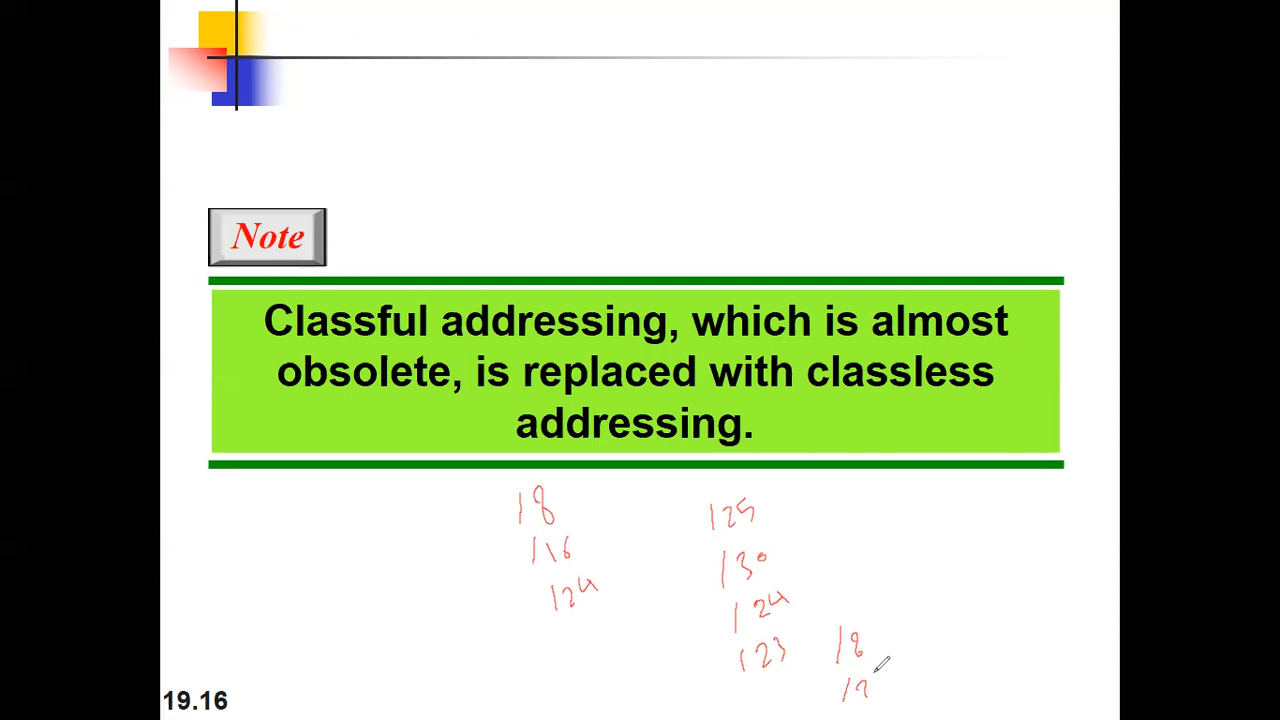 Note
Classful addressing, which is almost
obsolete, is replaced with classless
addressing.
/8
/16
/24
/25
/30
/24
/23
/8
19.16